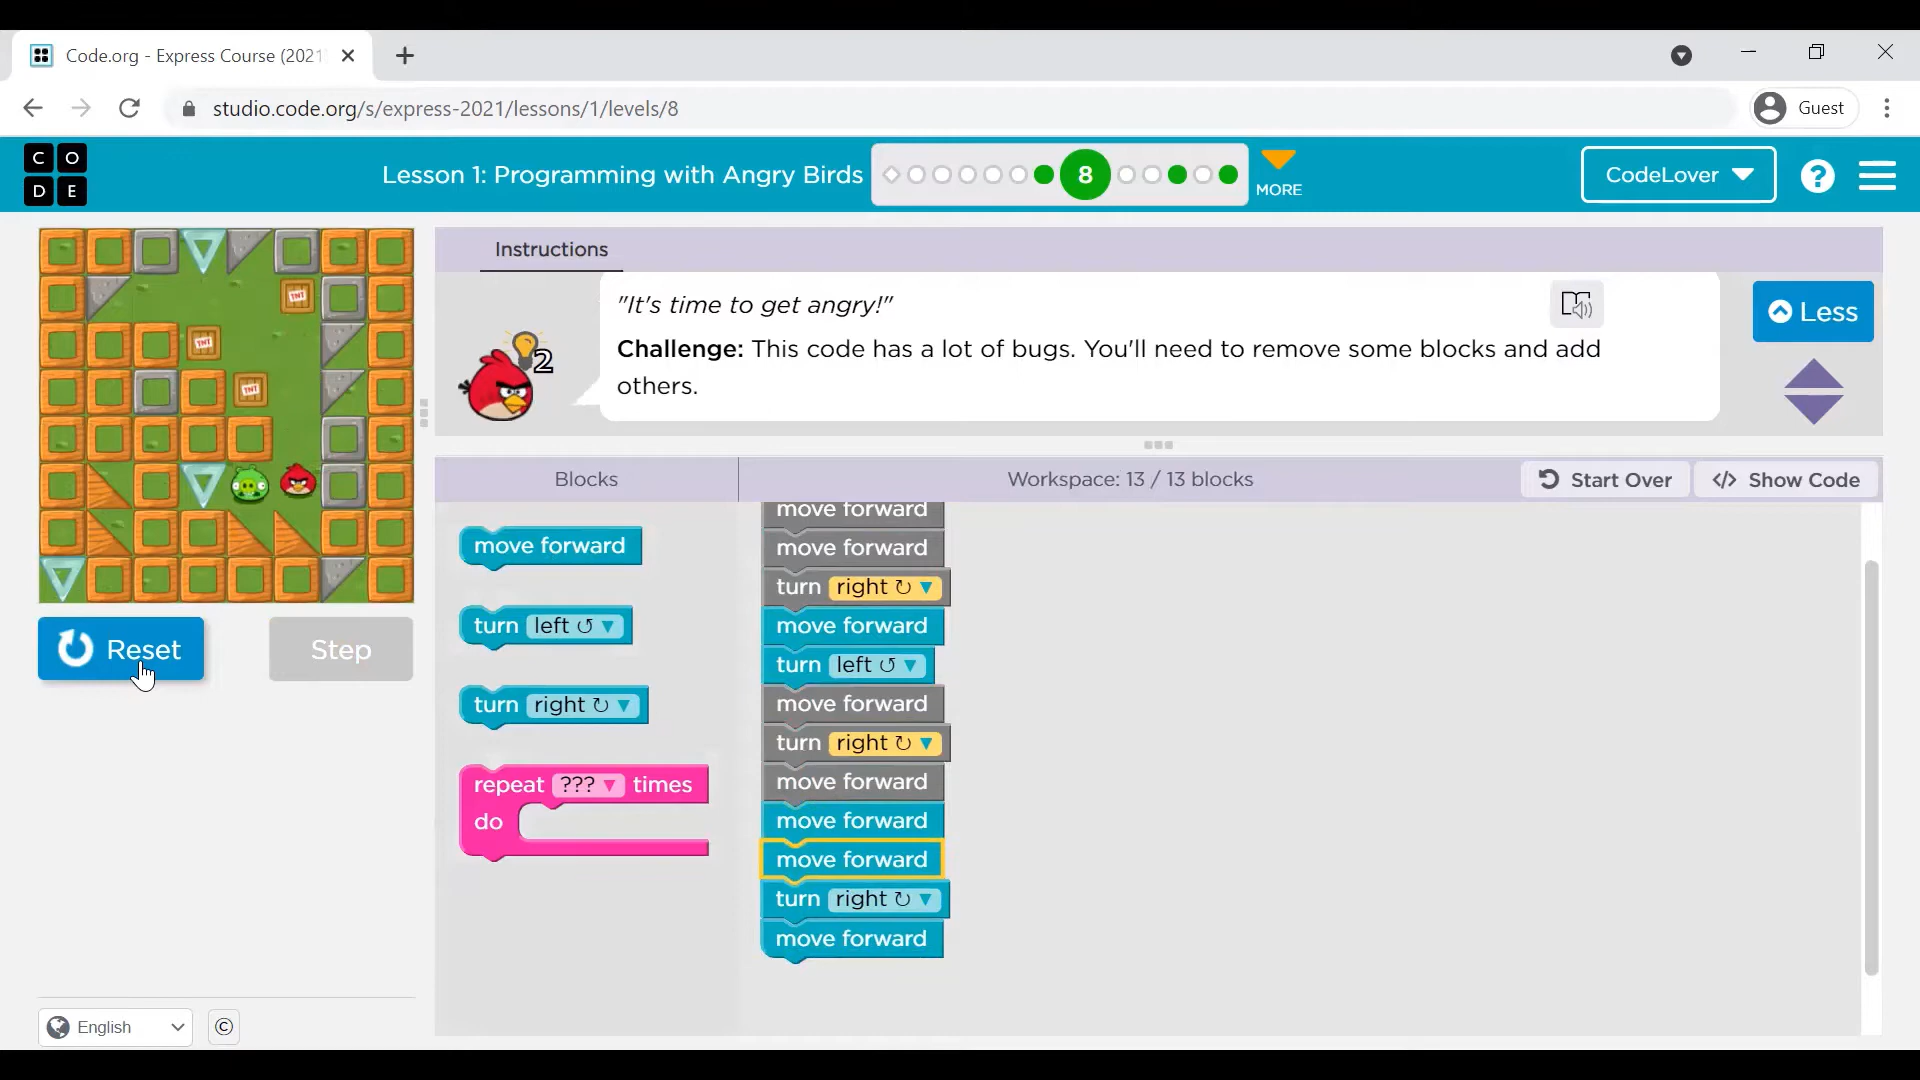 Code.org - Express Course (2021
studio.code.org/s/express-2021/lessons/1/levels/8
Guest
C O
D E
Lesson 1: Programming with Angry Birds
8
MORE
CodeLover
?
Instructions
"It's time to get angry!"
Challenge: This code has a lot of bugs. You'll need to remove some blocks and add
others.
2
Less
TNT
TNT
TNT
Blocks
Workspace: 13 / 13 blocks
Start Over
</> Show Code
Reset
Step
move forward
turn left
turn right
repeat ??? times
do
move forward
move forward
turn right
move forward
turn left
move forward
turn right
move forward
move forward
move forward
turn right
move forward
English
©